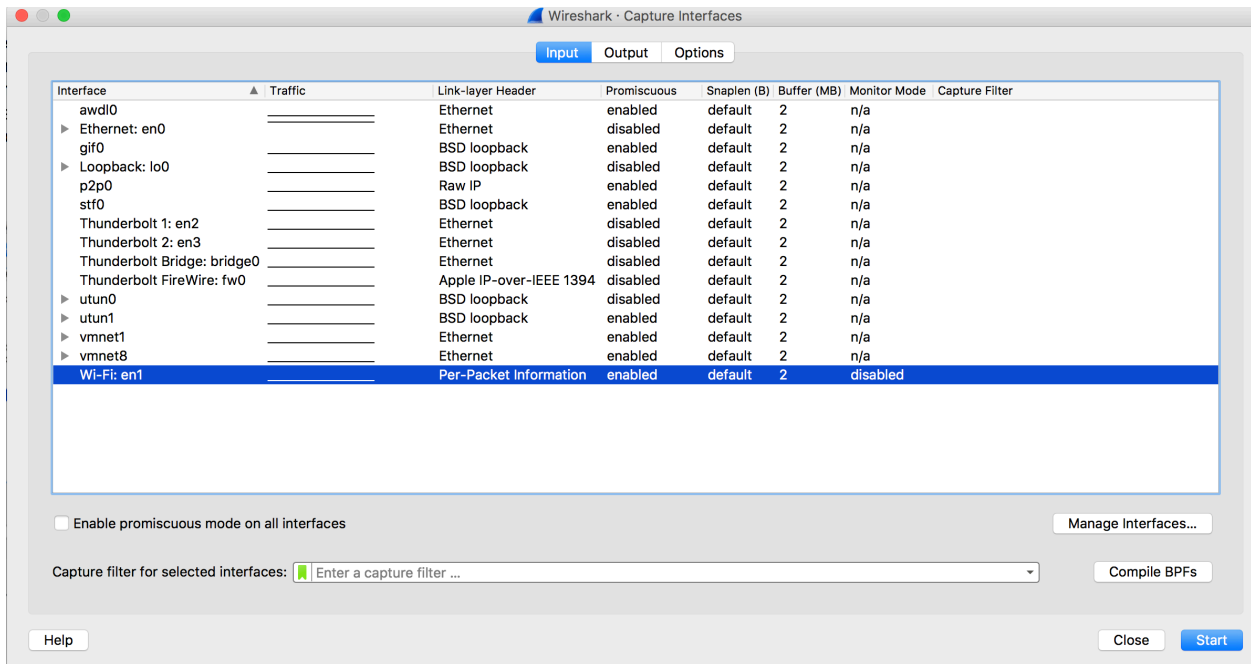 Wireshark · Capture Interfaces
Input Output Options
Interface Traffic Link-layer Header Promiscuous Snaplen (B) Buffer (MB) Monitor Mode Capture Filter
awdl0 Ethernet enabled default 2 n/a
Ethernet: en0 Ethernet disabled default 2 n/a
gif0 BSD loopback enabled default 2 n/a
Loopback: lo0 BSD loopback disabled default 2 n/a
p2p0 Raw IP enabled default 2 n/a
stf0 BSD loopback enabled default 2 n/a
Thunderbolt 1: en2 Ethernet disabled default 2 n/a
Thunderbolt 2: en3 Ethernet disabled default 2 n/a
Thunderbolt Bridge: bridge0 Ethernet disabled default 2 n/a
Thunderbolt FireWire: fw0 Apple IP-over-IEEE 1394 disabled default 2 n/a
utun0 BSD loopback disabled default 2 n/a
utun1 BSD loopback enabled default 2 n/a
vmnet1 Ethernet enabled default 2 n/a
vmnet8 Ethernet enabled default 2 n/a
Wi-Fi: en1 Per-Packet Information enabled default 2 disabled
Enable promiscuous mode on all interfaces Manage Interfaces...
Capture filter for selected interfaces: Enter a capture filter ... Compile BPFs
Help Close Start